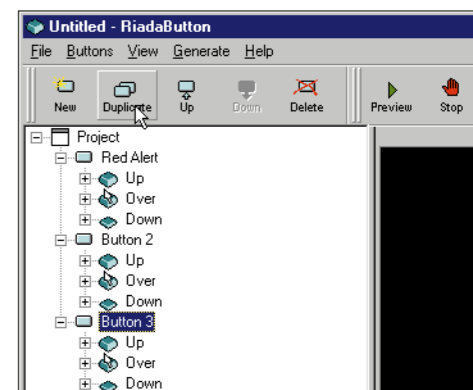 Untitled - RiadaButton
File Buttons View Generate Help
New Duplicate Up Down Delete Preview Stop
Project
Red Alert
Up
Over
Down
Button 2
Up
Over
Down
Button 3
Up
Over
Down